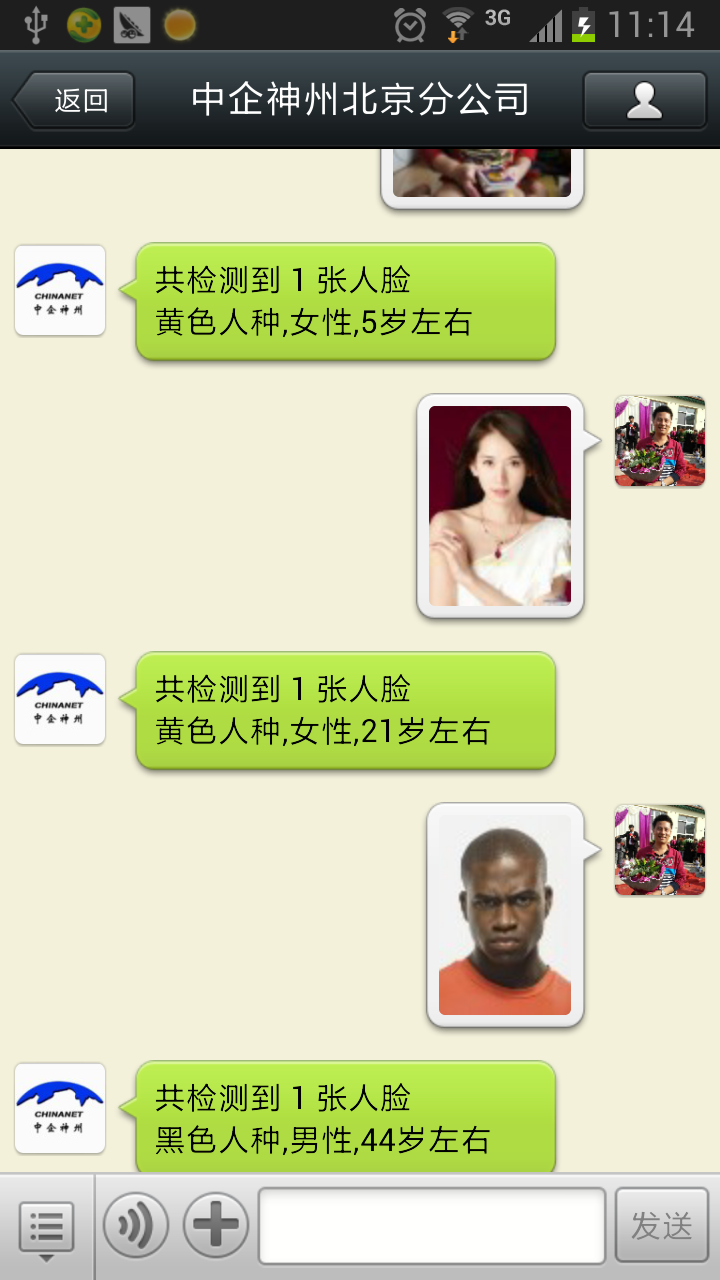 3G
11:14
返回
中企神州北京分公司
共检测到 1 张人脸
黄色人种,女性,5岁左右
CHINANET
中企神州
共检测到 1 张人脸
黄色人种,女性,21岁左右
CHINANET
中企神州
共检测到 1 张人脸
黑色人种,男性,44岁左右
CHINANET
中企神州
发送